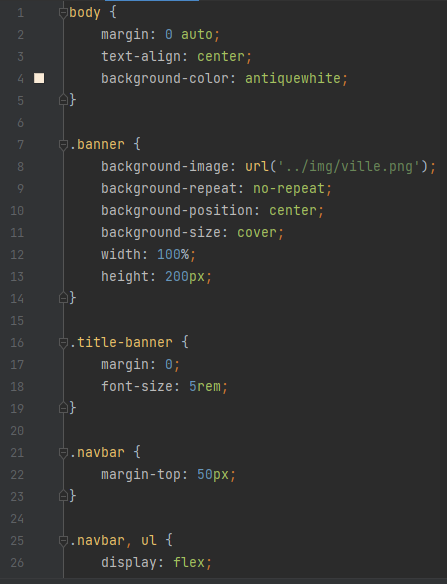 1 body {
2 margin: 0 auto;
3 text-align: center;
4 background-color: antiquewhite;
5 }
6
7 .banner {
8 background-image: url('../img/ville.png');
9 background-repeat: no-repeat;
10 background-position: center;
11 background-size: cover;
12 width: 100%;
13 height: 200px;
14 }
15
16 .title-banner {
17 margin: 0;
18 font-size: 5rem;
19 }
20
21 .navbar {
22 margin-top: 50px;
23 }
24
25 .navbar, ul {
26 display: flex;